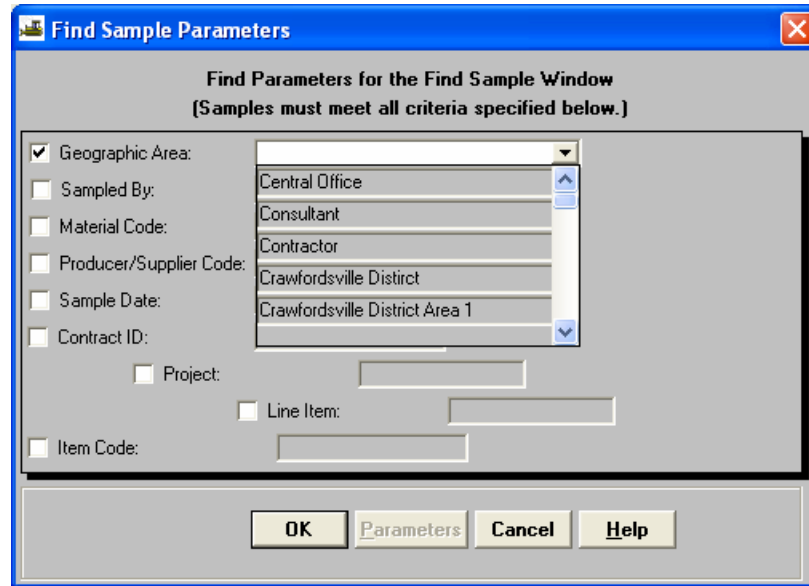 Find Sample Parameters
Find Parameters for the Find Sample Window
(Samples must meet all criteria specified below.)
Geographic Area:
Sampled By:
Material Code:
Producer/Supplier Code:
Sample Date:
Contract ID:
Project:
Line Item:
Item Code:
Central Office
Consultant
Contractor
Crawfordsville Distirct
Crawfordsville District Area 1
OK Parameters Cancel Help